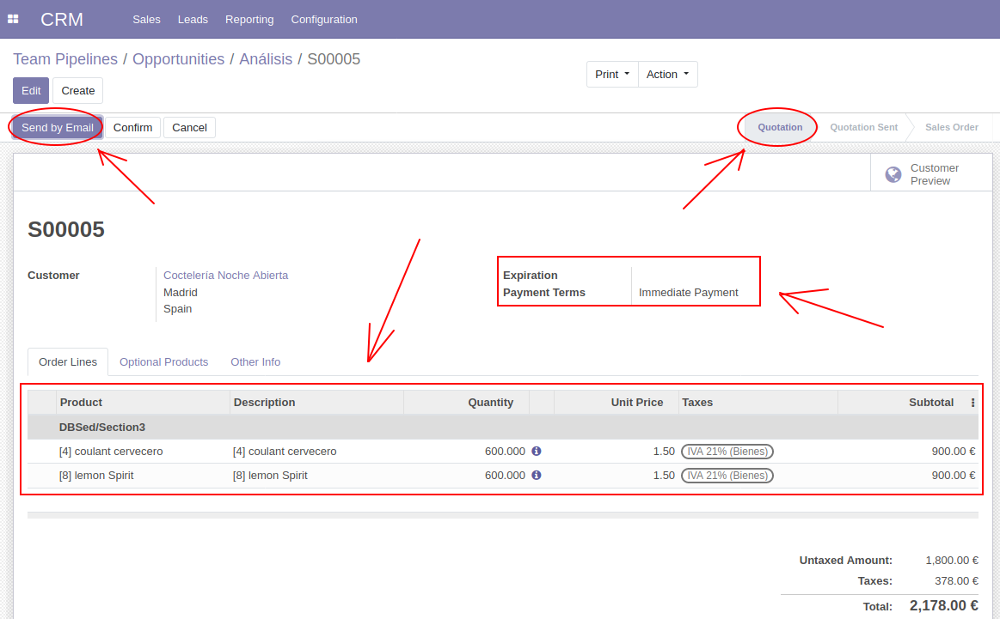 CRM Sales Leads Reporting Configuration
Team Pipelines / Opportunities / Análisis / S00005
Print Action
Edit Create
Send by Email Confirm Cancel Quotation Quotation Sent Sales Order
Customer
Preview
S00005
Customer Coctelería Noche Abierta Expiration
Madrid Payment Terms Immediate Payment
Spain
Order Lines Optional Products Other Info
Product Description Quantity Unit Price Taxes Subtotal
DBSed/Section3
[4] coulant cervecero [4] coulant cervecero 600.000 1.50 IVA 21% (Bienes) 900.00 €
[8] lemon Spirit [8] lemon Spirit 600.000 1.50 IVA 21% (Bienes) 900.00 €
Untaxed Amount: 1,800.00 €
Taxes: 378.00 €
Total: 2,178.00 €